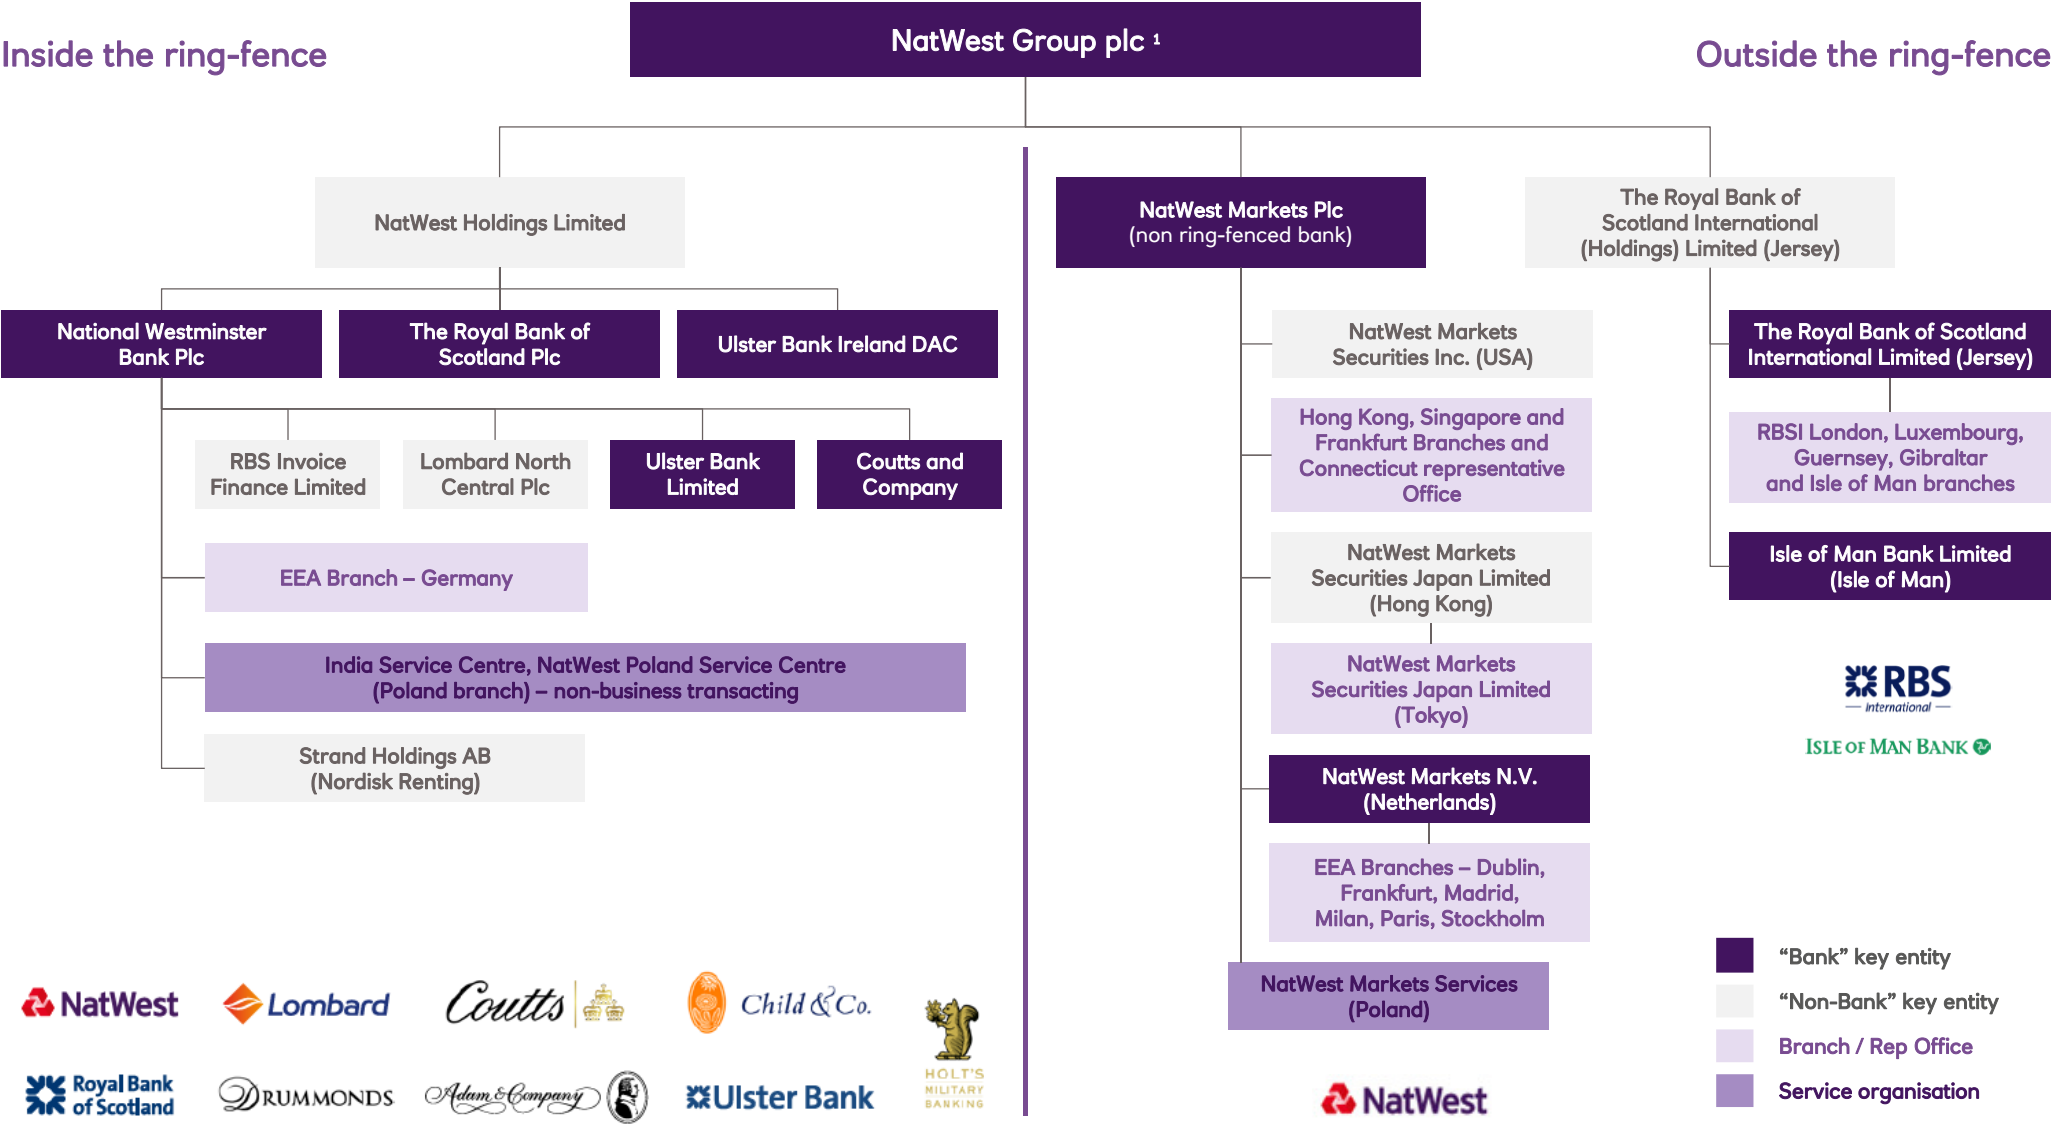 NatWest Group plc ¹
Inside the ring-fence
Outside the ring-fence
NatWest Holdings Limited
NatWest Markets Plc
(non ring-fenced bank)
The Royal Bank of
Scotland International
(Holdings) Limited (Jersey)
National Westminster
Bank Plc
The Royal Bank of
Scotland Plc
Ulster Bank Ireland DAC
RBS Invoice
Finance Limited
Lombard North
Central Plc
Ulster Bank
Limited
Coutts and
Company
EEA Branch – Germany
India Service Centre, NatWest Poland Service Centre
(Poland branch) – non-business transacting
Strand Holdings AB
(Nordisk Renting)
NatWest Markets
Securities Inc. (USA)
Hong Kong, Singapore and
Frankfurt Branches and
Connecticut representative
Office
NatWest Markets
Securities Japan Limited
(Hong Kong)
NatWest Markets
Securities Japan Limited
(Tokyo)
NatWest Markets N.V.
(Netherlands)
EEA Branches – Dublin,
Frankfurt, Madrid,
Milan, Paris, Stockholm
NatWest Markets Services
(Poland)
The Royal Bank of Scotland
International Limited (Jersey)
RBSI London, Luxembourg,
Guernsey, Gibraltar
and Isle of Man branches
Isle of Man Bank Limited
(Isle of Man)
RBS
International
ISLE OF MAN BANK
NatWest
Lombard
Coutts
Child & Co.
HOLT'S
MILITARY
BANKING
Royal Bank
of Scotland
DRUMMONDS
Adam & Company
Ulster Bank
NatWest
“Bank” key entity
“Non-Bank” key entity
Branch / Rep Office
Service organisation